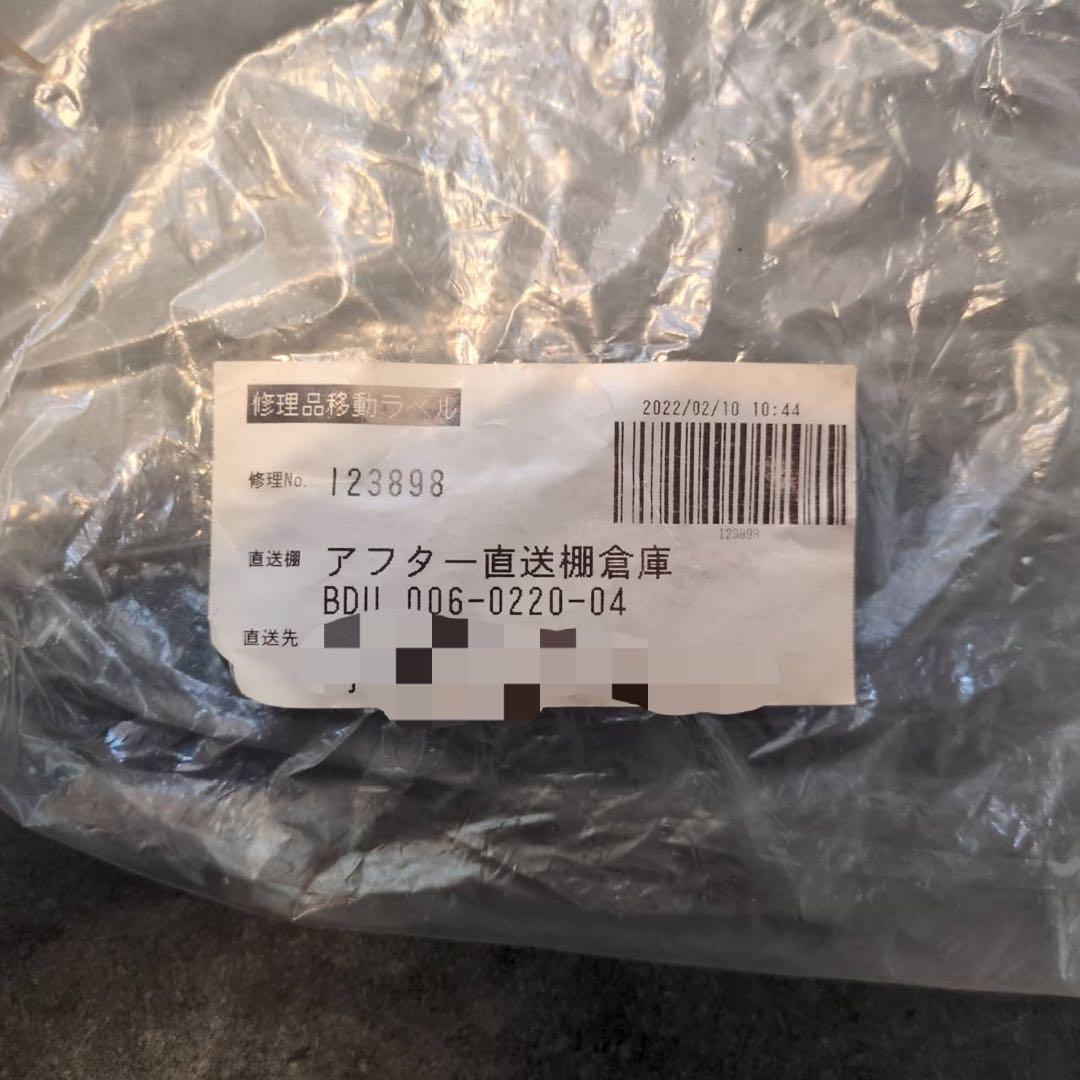 修理品移動ラベル
2022/02/10 10:44
修理No. 123898
123898
直送棚 アフター直送棚倉庫
006-0220-04
直送先